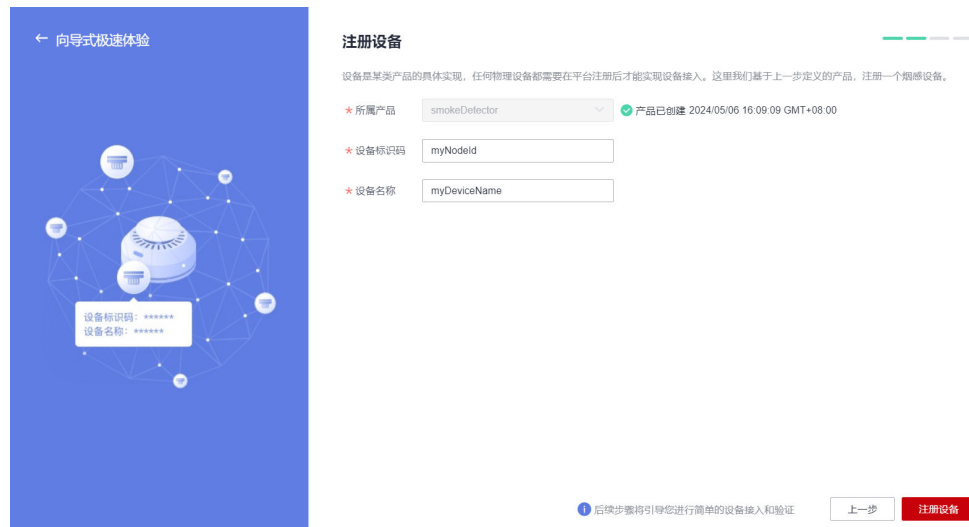 ← 向导式极速体验
设备标识码: ******
设备名称: ******
注册设备
设备是某类产品的具体实现，任何物理设备都需要在平台注册后才能实现设备接入。这里我们基于上一步定义的产品，注册一个烟感设备。
* 所属产品 smokeDetector 产品已创建 2024/05/06 16:09:09 GMT+08:00
* 设备标识码 myNodeId
* 设备名称 myDeviceName
后续步骤将引导您进行简单的设备接入和验证 上一步 注册设备